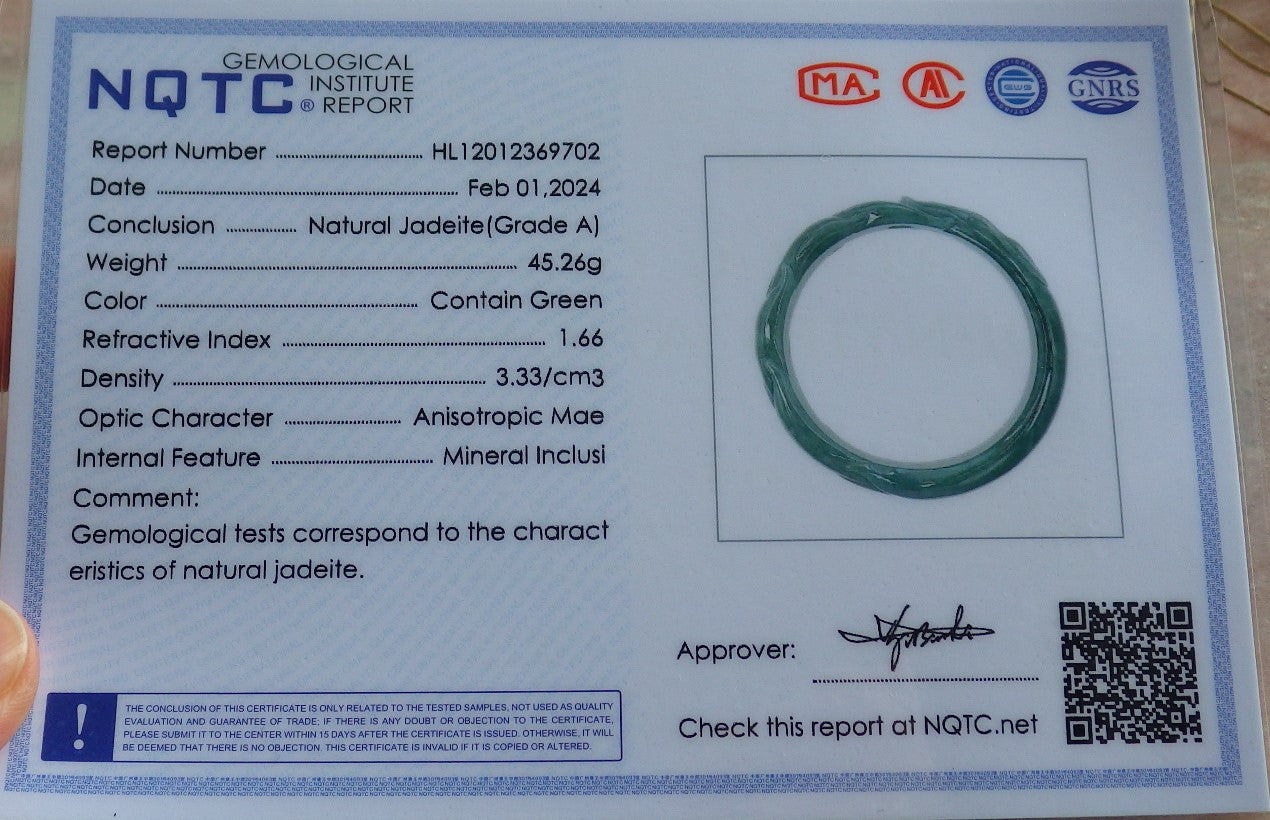 GEMOLOGICAL
NQTC INSTITUTE
® REPORT
Report Number ........................ HL12012369702
Date ........................ Feb 01,2024
Conclusion ............ Natural Jadeite(Grade A)
Weight ........................ 45.26g
Color ........................ Contain Green
Refractive Index ........................ 1.66
Density ........................ 3.33/cm3
Optic Character ............ Anisotropic Mae
Internal Feature ............ Mineral Inclusi
Comment:
Gemological tests correspond to the charact
eristics of natural jadeite.
! THE CONCLUSION OF THIS CERTIFICATE IS ONLY RELATED TO THE TESTED SAMPLES, NOT USED AS QUALITY
EVALUATION AND GUARANTEE OF TRADE; IF THERE IS ANY DOUBT OR OBJECTION TO THE CERTIFICATE,
PLEASE SUBMIT IT TO THE CENTER WITHIN 15 DAYS AFTER THE CERTIFICATE IS ISSUED. OTHERWISE, IT WILL
BE DEEMED THAT THERE IS NO OBJECTION. THIS CERTIFICATE IS INVALID IF IT IS COPIED OR ALTERED.
MA
GNRS
Approver:
Check this report at NQTC.net